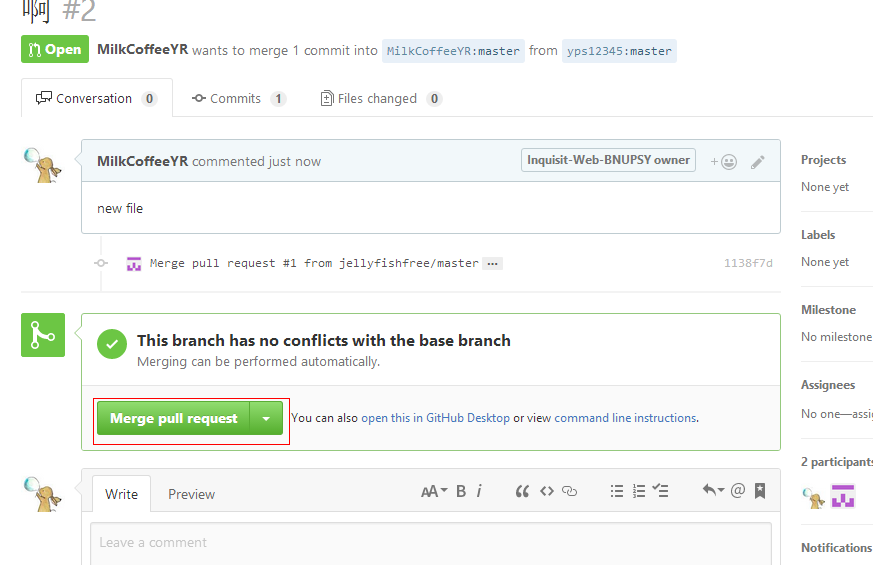 啊 #2
Open MilkCoffeeYR wants to merge 1 commit into MilkCoffeeYR:master from yps12345:master
Conversation 0 Commits 1 Files changed 0
MilkCoffeeYR commented just now Inquisit-Web-BNUPSY owner
new file
Merge pull request #1 from jellyfishfree/master ... 1138f7d
This branch has no conflicts with the base branch
Merging can be performed automatically.
Merge pull request You can also open this in GitHub Desktop or view command line instructions.
Write Preview AA B i
Leave a comment
Projects
None yet
Labels
None yet
Milestone
No milestone
Assignees
No one—assig
2 participants
Notifications